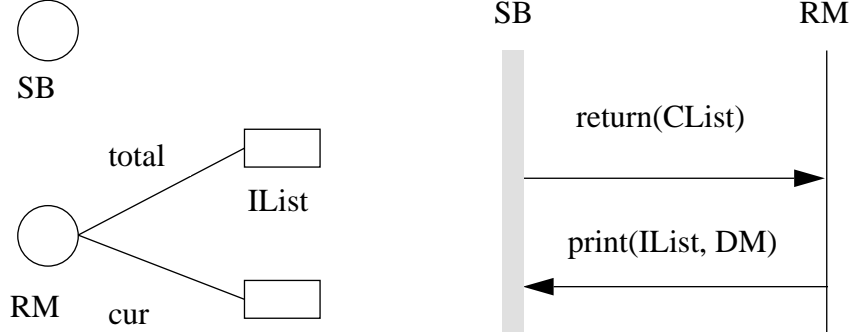 SB
total
IList
RM
cur
SB
RM
return(CList)
print(IList, DM)